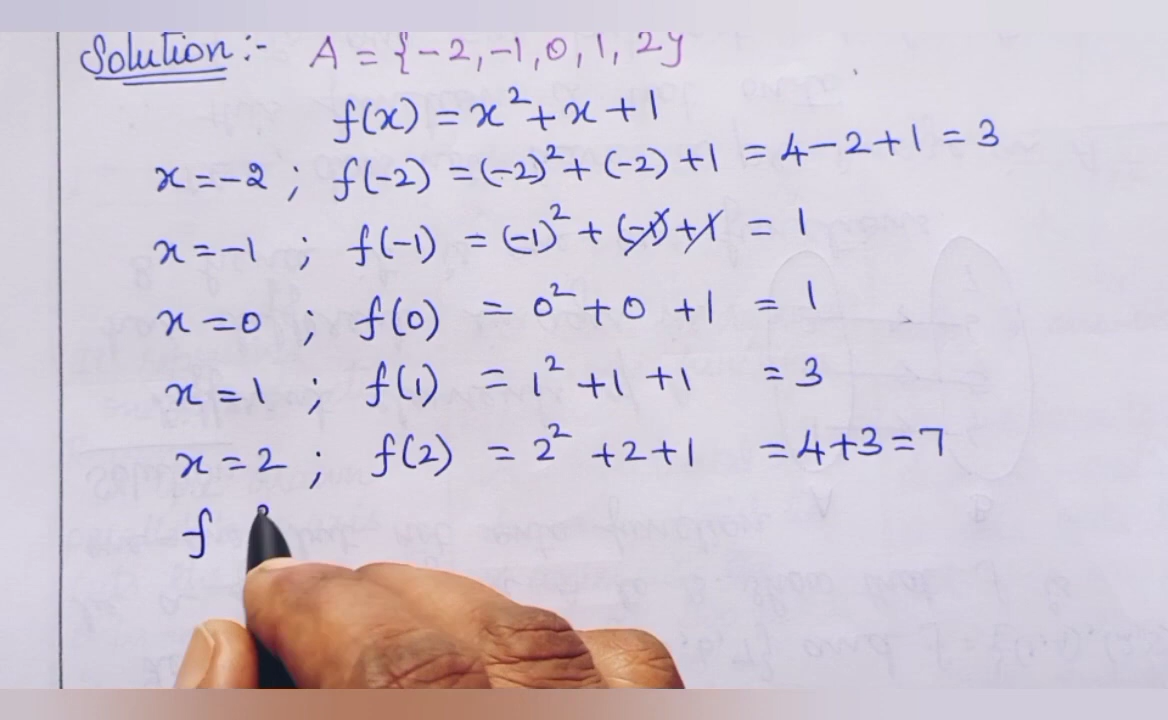 Solution :- A = {-2, -1, 0, 1, 2}
f(x) = x² + x + 1
x = -2 ; f(-2) = (-2)² + (-2) + 1 = 4 - 2 + 1 = 3
x = -1 ; f(-1) = (-1)² + (-1) + 1 = 1
x = 0 ; f(0) = 0² + 0 + 1 = 1
x = 1 ; f(1) = 1² + 1 + 1 = 3
x = 2 ; f(2) = 2² + 2 + 1 = 4 + 3 = 7
f